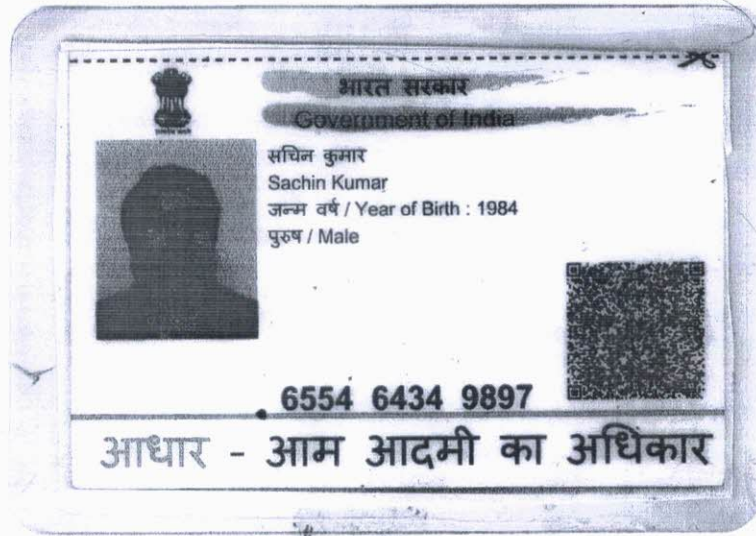 भारत सरकार
Government of India
सचिन कुमार
Sachin Kumar
जन्म वर्ष / Year of Birth : 1984
पुरुष / Male
6554 6434 9897
आधार - आम आदमी का अधिकार